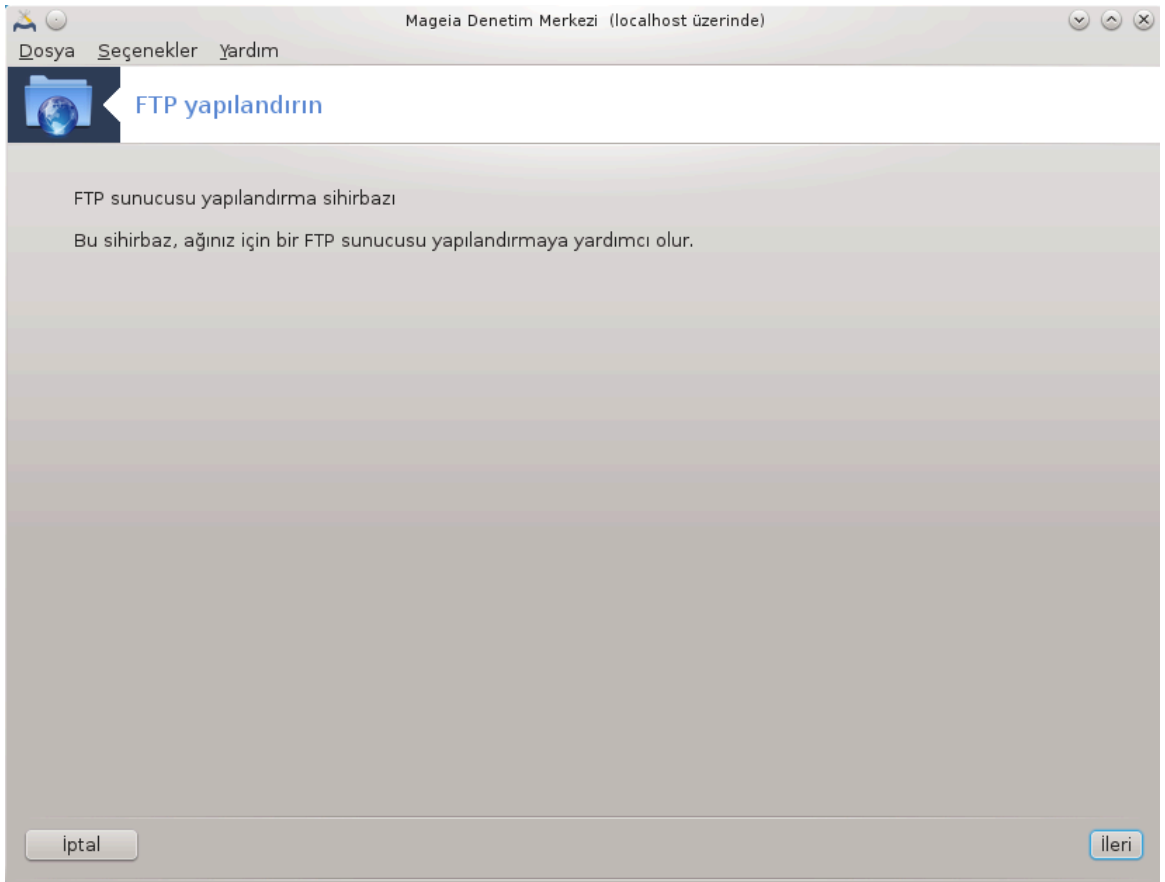 Mageia Denetim Merkezi (localhost üzerinde)
Dosya Seçenekler Yardım
FTP yapılandırın
FTP sunucusu yapılandırma sihirbazı
Bu sihirbaz, ağınız için bir FTP sunucusu yapılandırmaya yardımcı olur.
İptal
İleri